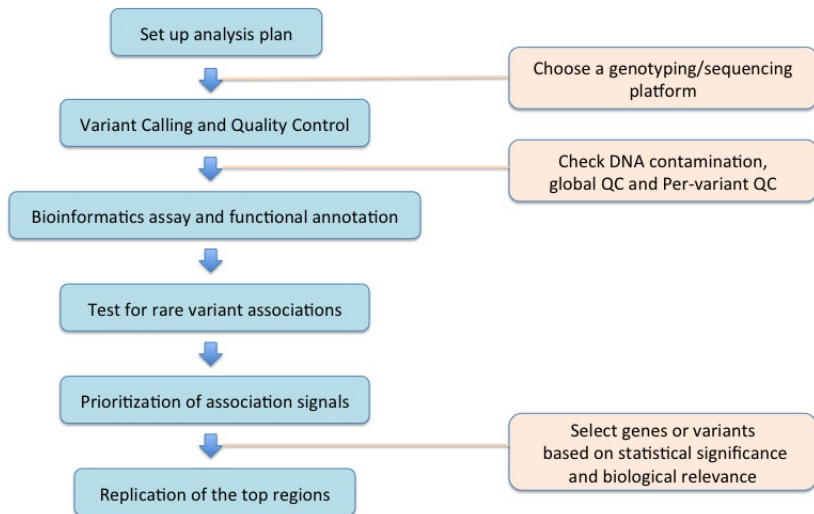 Set up analysis plan
Choose a genotyping/sequencing
platform
Variant Calling and Quality Control
Check DNA contamination,
global QC and Per-variant QC
Bioinformatics assay and functional annotation
Test for rare variant associations
Prioritization of association signals
Select genes or variants
based on statistical significance
and biological relevance
Replication of the top regions